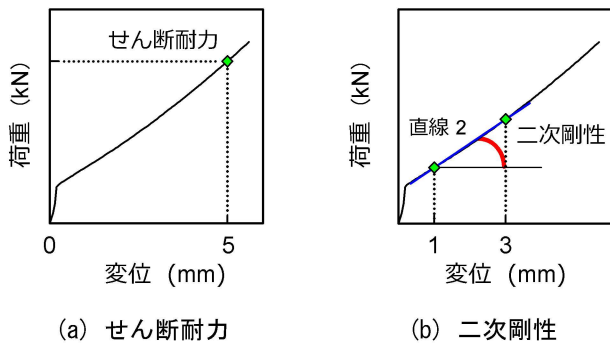 せん断耐力
荷重 (kN)
0
5
変位 (mm)
(a) せん断耐力
直線 2
二次剛性
荷重 (kN)
1
3
変位 (mm)
(b) 二次剛性